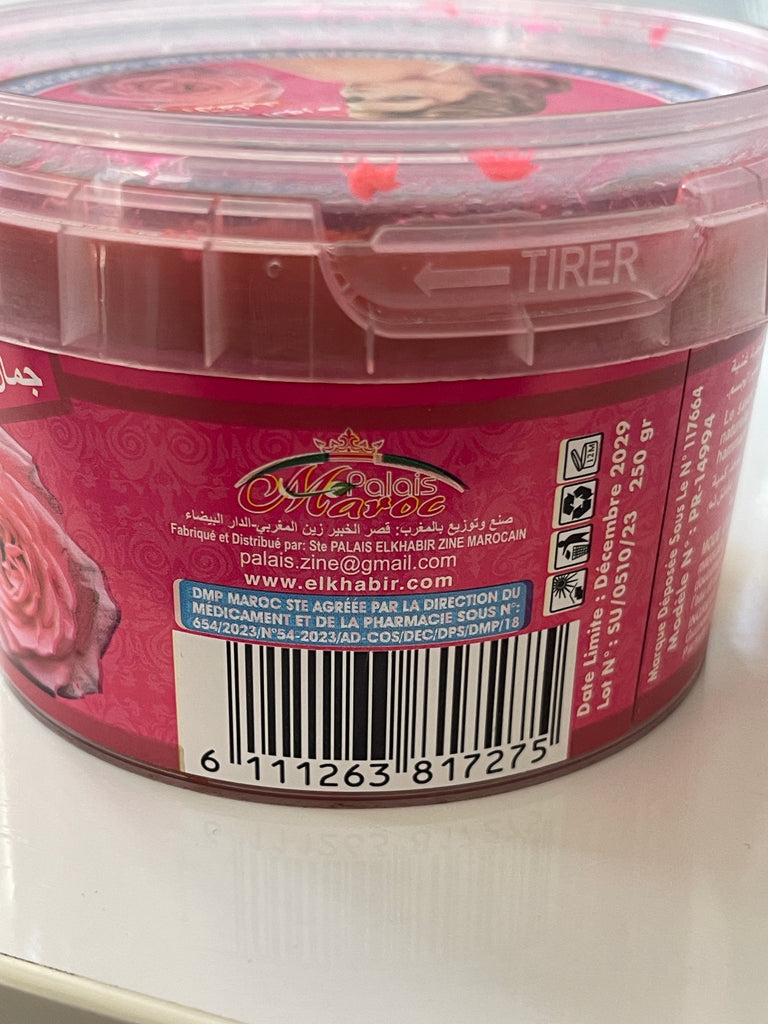 TIRER
جمال
Palais
Maroc
صنع وتوزيع بالمغرب: قصر الخبير زين المغربي-الدار البيضاء
Fabriqué et Distribué par: Ste PALAIS ELKHABIR ZINE MAROCAIN
palais.zine@gmail.com
www.elkhabir.com
DMP MAROC STE AGRÉÉE PAR LA DIRECTION DU
MÉDICAMENT ET DE LA PHARMACIE SOUS N°:
654/2023/N°54-2023/AD-COS/DEC/DPS/DMP/18
6 111263 817275
12M
Date Limite : Décembre 2029
Lot N° : SU/0510/23 250 gr
Marque Déposée Sous Le N° 117664
Modèle N° : PR-14994